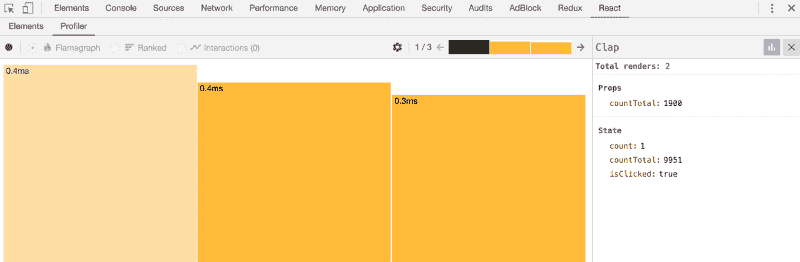 Elements Console Sources Network Performance Memory Application Security Audits AdBlock Redux React
Elements Profiler
Flamegraph Ranked Interactions (0) 1 / 3 Clap
Total renders: 2
0.4ms
0.4ms
0.3ms
Props
countTotal: 1900
State
count: 1
countTotal: 9951
isClicked: true